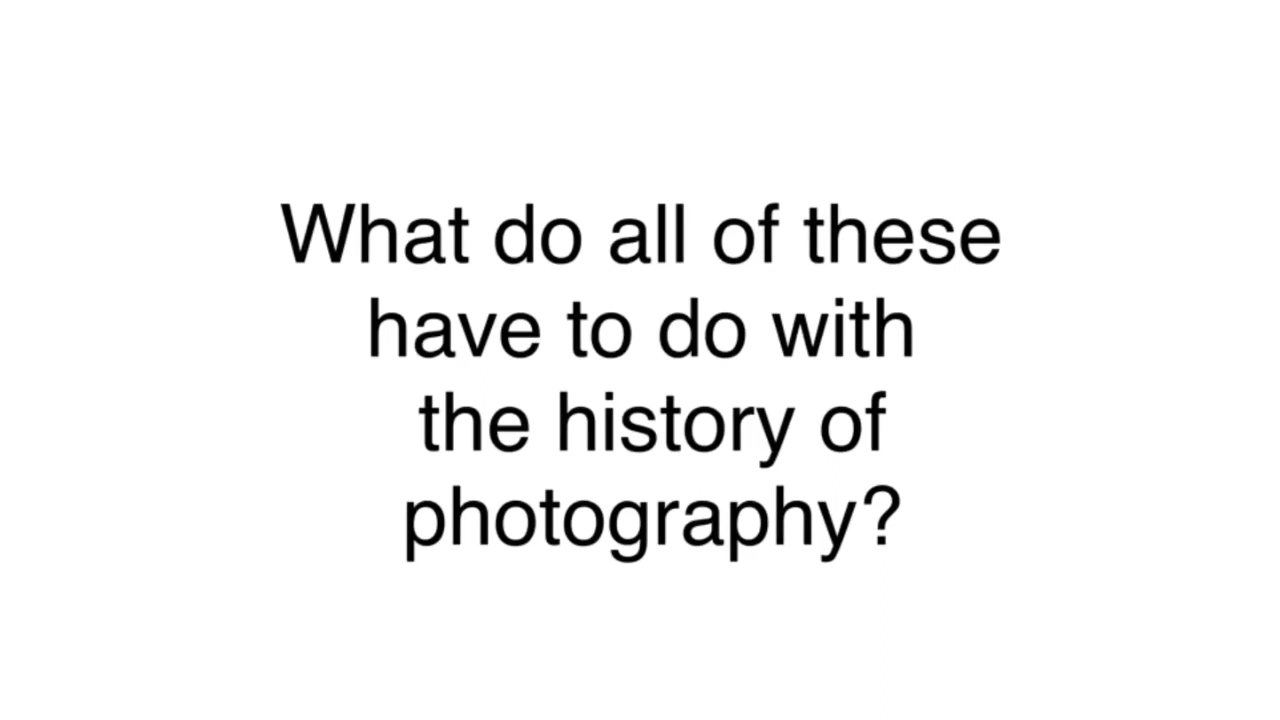 What do all of these
have to do with
the history of
photography?